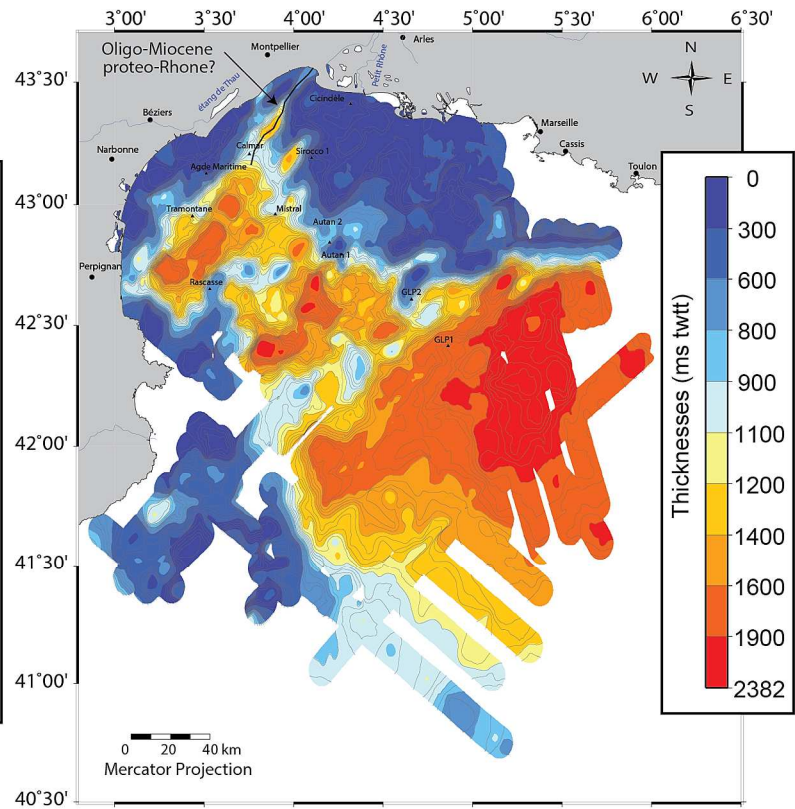 3°00' 3°30' 4°00' 4°30' 5°00' 5°30' 6°00' 6°30'
Oligo-Miocene
proteo-Rhone?
Montpellier
Arles
Petit Rhône
N
W E
S
43°30'
étang de Thau
Cicindèle
Béziers
Marseille
Narbonne
Calmar
Sirocco 1
Cassis
Agde Maritime
Toulon
43°00'
Tramontane
Mistral
Autan 2
Autan 1
Perpignan
Rascasse
GLP2
42°30'
GLP1
42°00'
41°30'
41°00'
40°30'
Thicknesses (ms twtt)
0
300
600
800
900
1100
1200
1400
1600
1900
2382
0 20 40 km
Mercator Projection